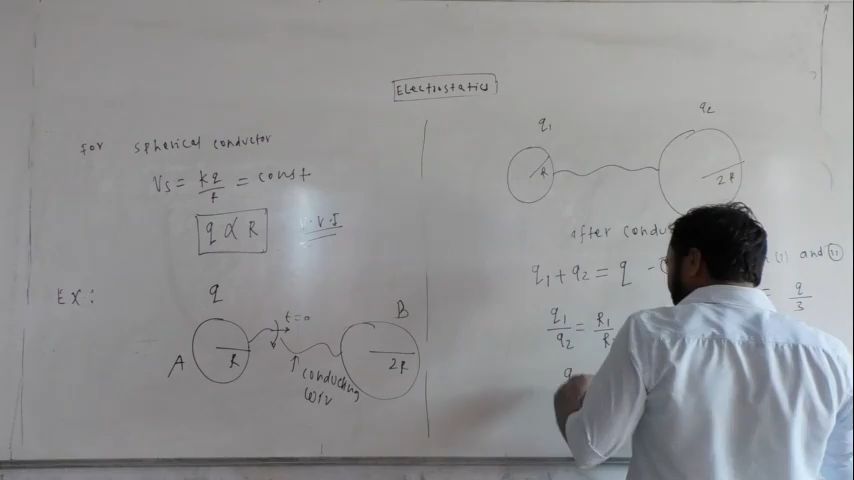 Electrostatics
for spherical conductor
Vs = kq/r = const
q ∝ R
V.V.I
Ex:
q
A
R
t=0
B
2R
conducting
wire
q1
q2
R
2R
after
q1 + q2 = q
and (11)
q1/q2 = R1/
q/3